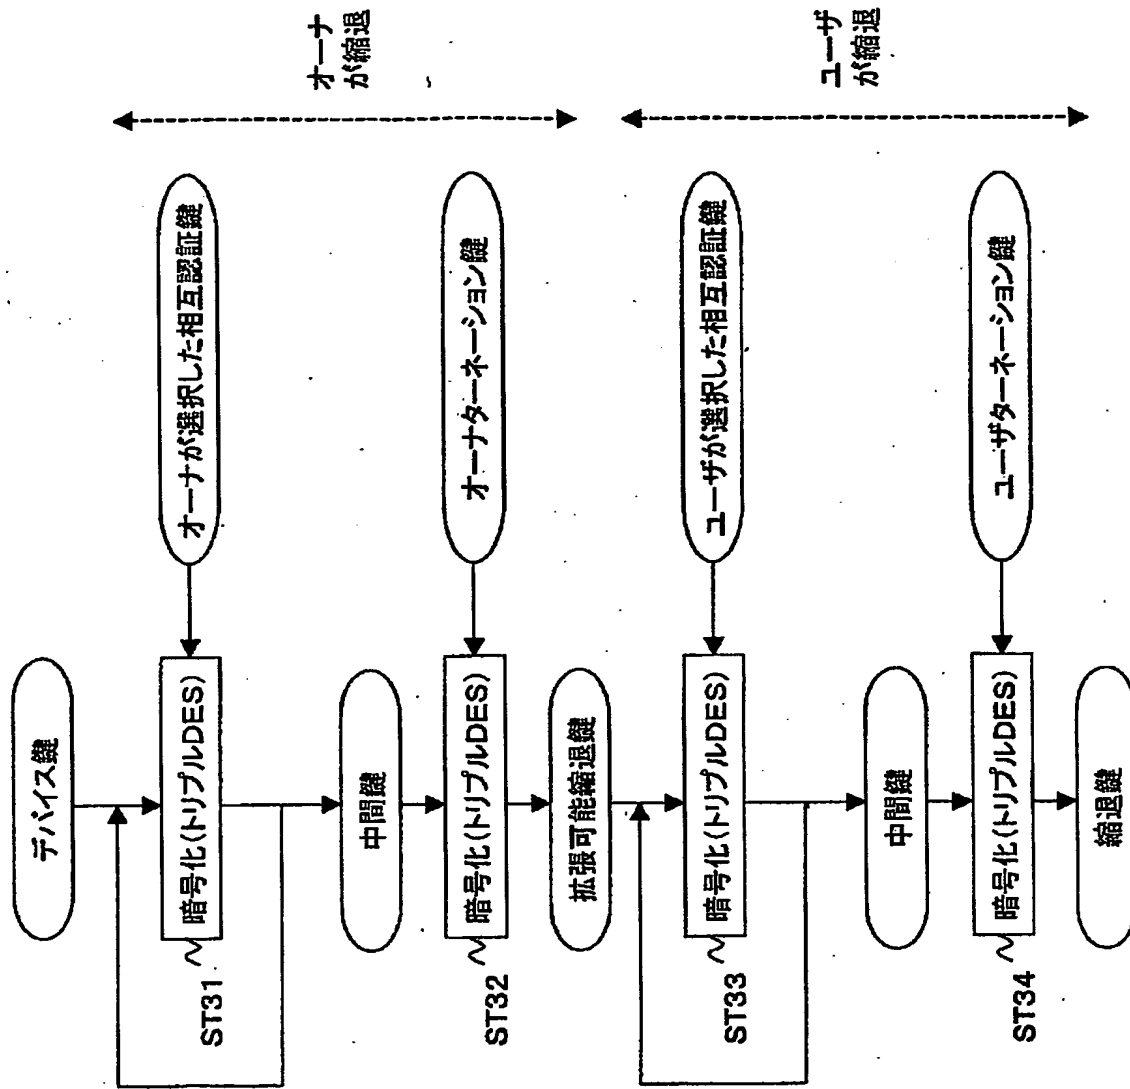 デバイス鍵
オーナが選択した相互認証鍵
暗号化(トリプルDES)
ST31
中間鍵
オーナターネーション鍵
暗号化(トリプルDES)
ST32
オーナ
が縮退
拡張可能縮退鍵
ユーザが選択した相互認証鍵
暗号化(トリプルDES)
ST33
中間鍵
ユーザターネーション鍵
暗号化(トリプルDES)
ST34
ユーザ
が縮退
縮退鍵